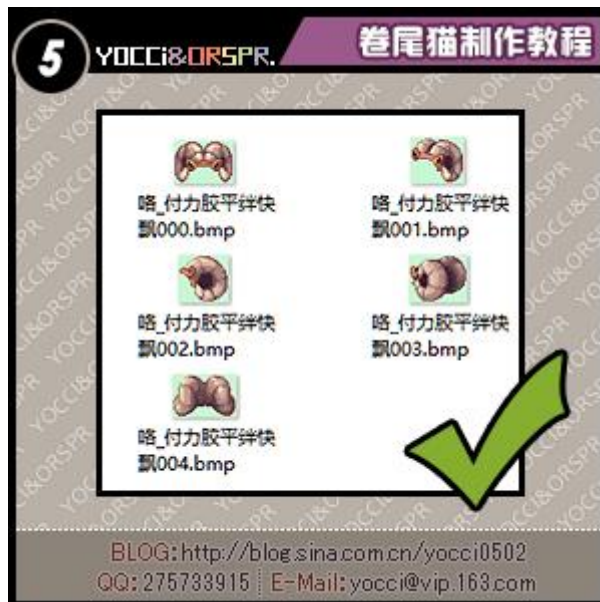 5
YOCCi&ORSPR.
卷尾猫制作教程
咯_付力胶平绊快
飘000.bmp
咯_付力胶平绊快
飘001.bmp
咯_付力胶平绊快
飘002.bmp
咯_付力胶平绊快
飘003.bmp
咯_付力胶平绊快
飘004.bmp
BLOG:http://blog.sina.com.cn/yocci0502
QQ:275733915 E-Mail:yocci@vip.163.com